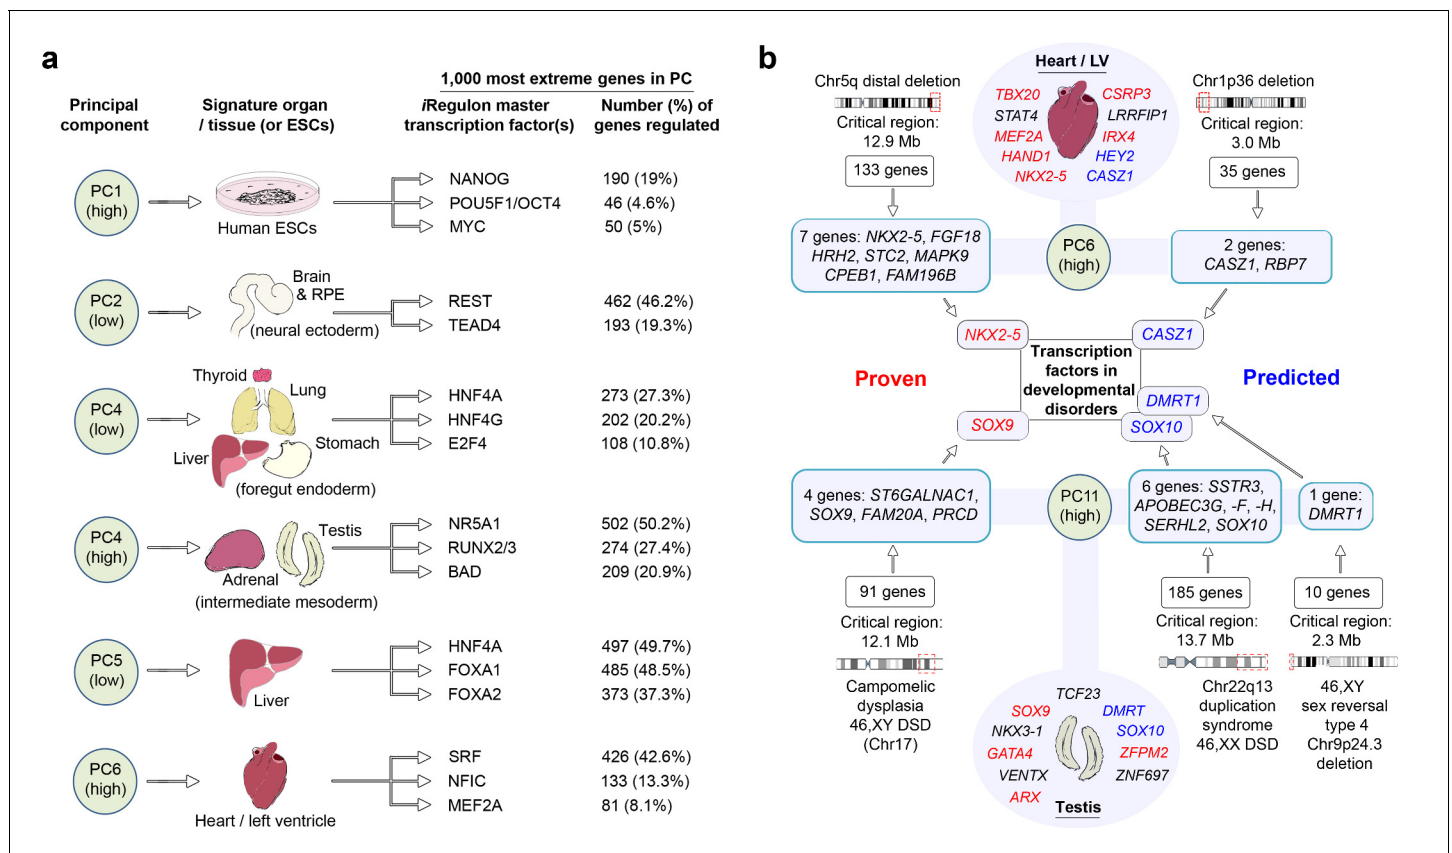 a
1,000 most extreme genes in PC
Principal
component
Signature organ
/ tissue (or ESCs)
iRegulon master
transcription factor(s)
Number (%) of
genes regulated
PC1
(high)
Human ESCs
NANOG 190 (19%)
POU5F1/OCT4 46 (4.6%)
MYC 50 (5%)
PC2
(low)
Brain
& RPE
(neural ectoderm)
REST 462 (46.2%)
TEAD4 193 (19.3%)
PC4
(low)
Thyroid
Lung
Liver
Stomach
(foregut endoderm)
HNF4A 273 (27.3%)
HNF4G 202 (20.2%)
E2F4 108 (10.8%)
PC4
(high)
Testis
Adrenal
(intermediate mesoderm)
NR5A1 502 (50.2%)
RUNX2/3 274 (27.4%)
BAD 209 (20.9%)
PC5
(low)
Liver
HNF4A 497 (49.7%)
FOXA1 485 (48.5%)
FOXA2 373 (37.3%)
PC6
(high)
Heart / left ventricle
SRF 426 (42.6%)
NFIC 133 (13.3%)
MEF2A 81 (8.1%)
b
Chr5q distal deletion
Critical region:
12.9 Mb
133 genes
7 genes: NKX2-5, FGF18
HRH2, STC2, MAPK9
CPEB1, FAM196B
Heart / LV
TBX20 CSRP3
STAT4 LRRFIP1
MEF2A IRX4
HAND1 HEY2
NKX2-5 CASZ1
PC6
(high)
Chr1p36 deletion
Critical region:
3.0 Mb
35 genes
2 genes:
CASZ1, RBP7
NKX2-5
CASZ1
Transcription
factors in
developmental
disorders
Proven
Predicted
DMRT1
SOX9
SOX10
4 genes: ST6GALNAC1,
SOX9, FAM20A, PRCD
PC11
(high)
6 genes: SSTR3,
APOBEC3G, -F, -H,
SERHL2, SOX10
1 gene:
DMRT1
91 genes
Critical region:
12.1 Mb
Campomelic
dysplasia
46,XY DSD
(Chr17)
185 genes
Critical region:
13.7 Mb
Chr22q13
duplication
syndrome
46,XX DSD
10 genes
Critical region:
2.3 Mb
46,XY
sex reversal
type 4
Chr9p24.3
deletion
TCF23
SOX9 DMRT
NKX3-1 SOX10
GATA4 ZFPM2
VENTX ZNF697
ARX
Testis